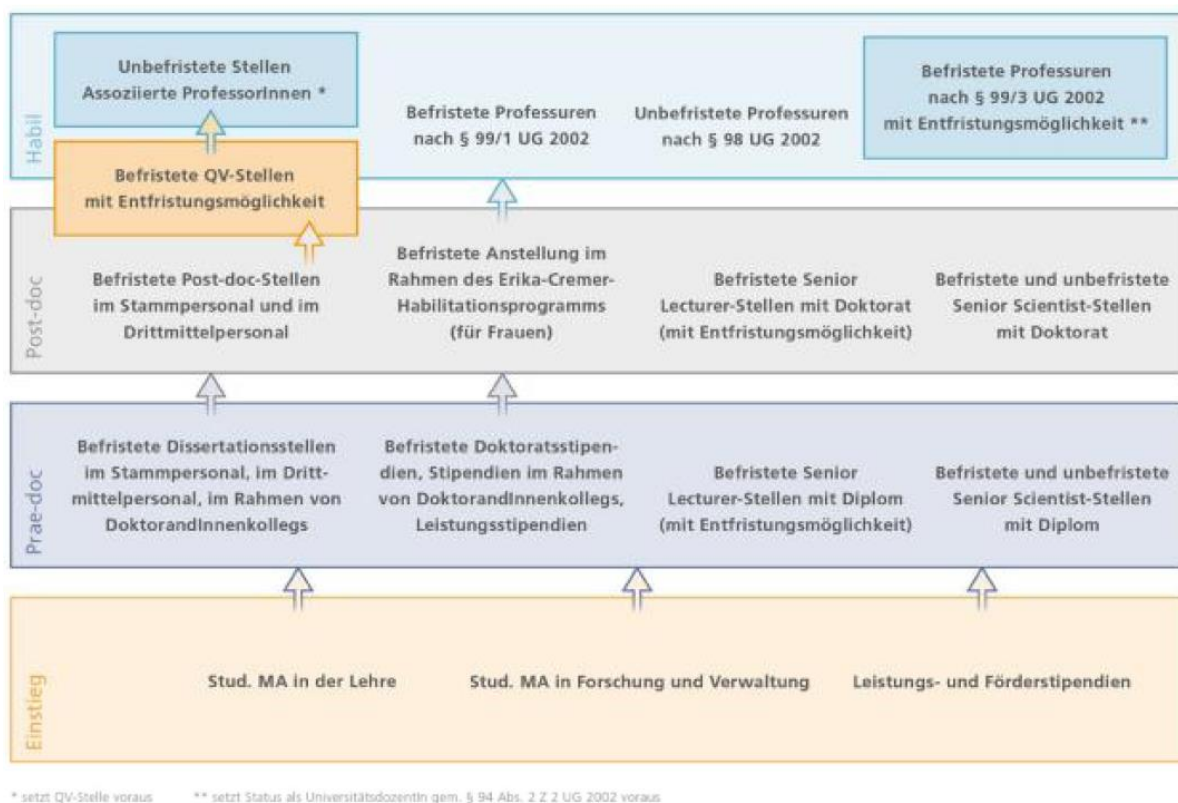 Habil
Unbefristete Stellen
Assoziierte ProfessorInnen *
Befristete QV-Stellen
mit Entfristungsmöglichkeit
Befristete Professuren
nach § 99/1 UG 2002
Unbefristete Professuren
nach § 98 UG 2002
Befristete Professuren
nach § 99/3 UG 2002
mit Entfristungsmöglichkeit **
Post-doc
Befristete Post-doc-Stellen
im Stammpersonal und im
Drittmittelpersonal
Befristete Anstellung im
Rahmen des Erika-Cremer-
Habilitationsprogramms
(für Frauen)
Befristete Senior
Lecturer-Stellen mit Doktorat
(mit Entfristungsmöglichkeit)
Befristete und unbefristete
Senior Scientist-Stellen
mit Doktorat
Prae-doc
Befristete Dissertationsstellen
im Stammpersonal, im Dritt-
mittelpersonal, im Rahmen von
DoktorandInnenkollegs
Befristete Doktoratsstipen-
dien, Stipendien im Rahmen
von DoktorandInnenkollegs,
Leistungsstipendien
Befristete Senior
Lecturer-Stellen mit Diplom
(mit Entfristungsmöglichkeit)
Befristete und unbefristete
Senior Scientist-Stellen
mit Diplom
Einstieg
Stud. MA in der Lehre
Stud. MA in Forschung und Verwaltung
Leistungs- und Förderstipendien
* setzt QV-Stelle voraus
** setzt Status als UniversitätsdozentIn gem. § 94 Abs. 2 Z 2 UG 2002 voraus